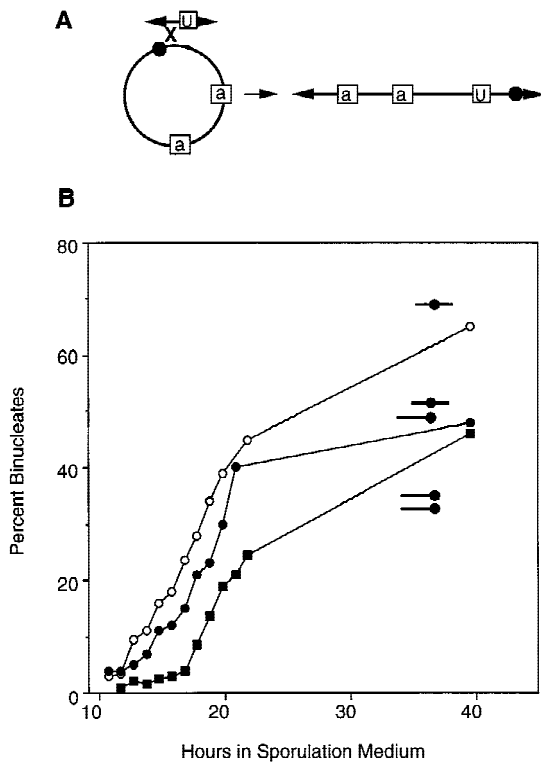 A
U
X
a
a
a
a
U
B
80
60
40
20
0
10
20
30
40
Percent Binucleates
Hours in Sporulation Medium